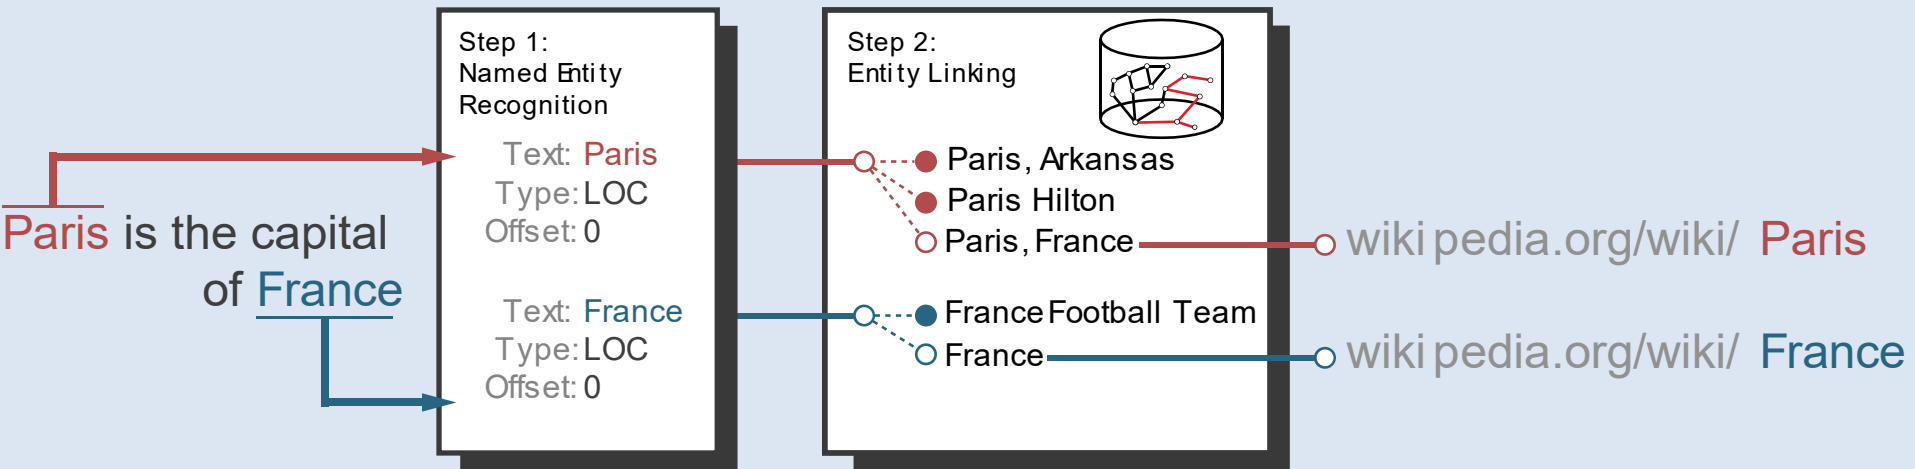 Paris is the capital
of France
Step 1:
Named Entity
Recognition
Text: Paris
Type: LOC
Offset: 0
Text: France
Type: LOC
Offset: 0
Step 2:
Entity Linking
Paris, Arkansas
Paris Hilton
Paris, France
France Football Team
France
wikipedia.org/wiki/ Paris
wikipedia.org/wiki/ France